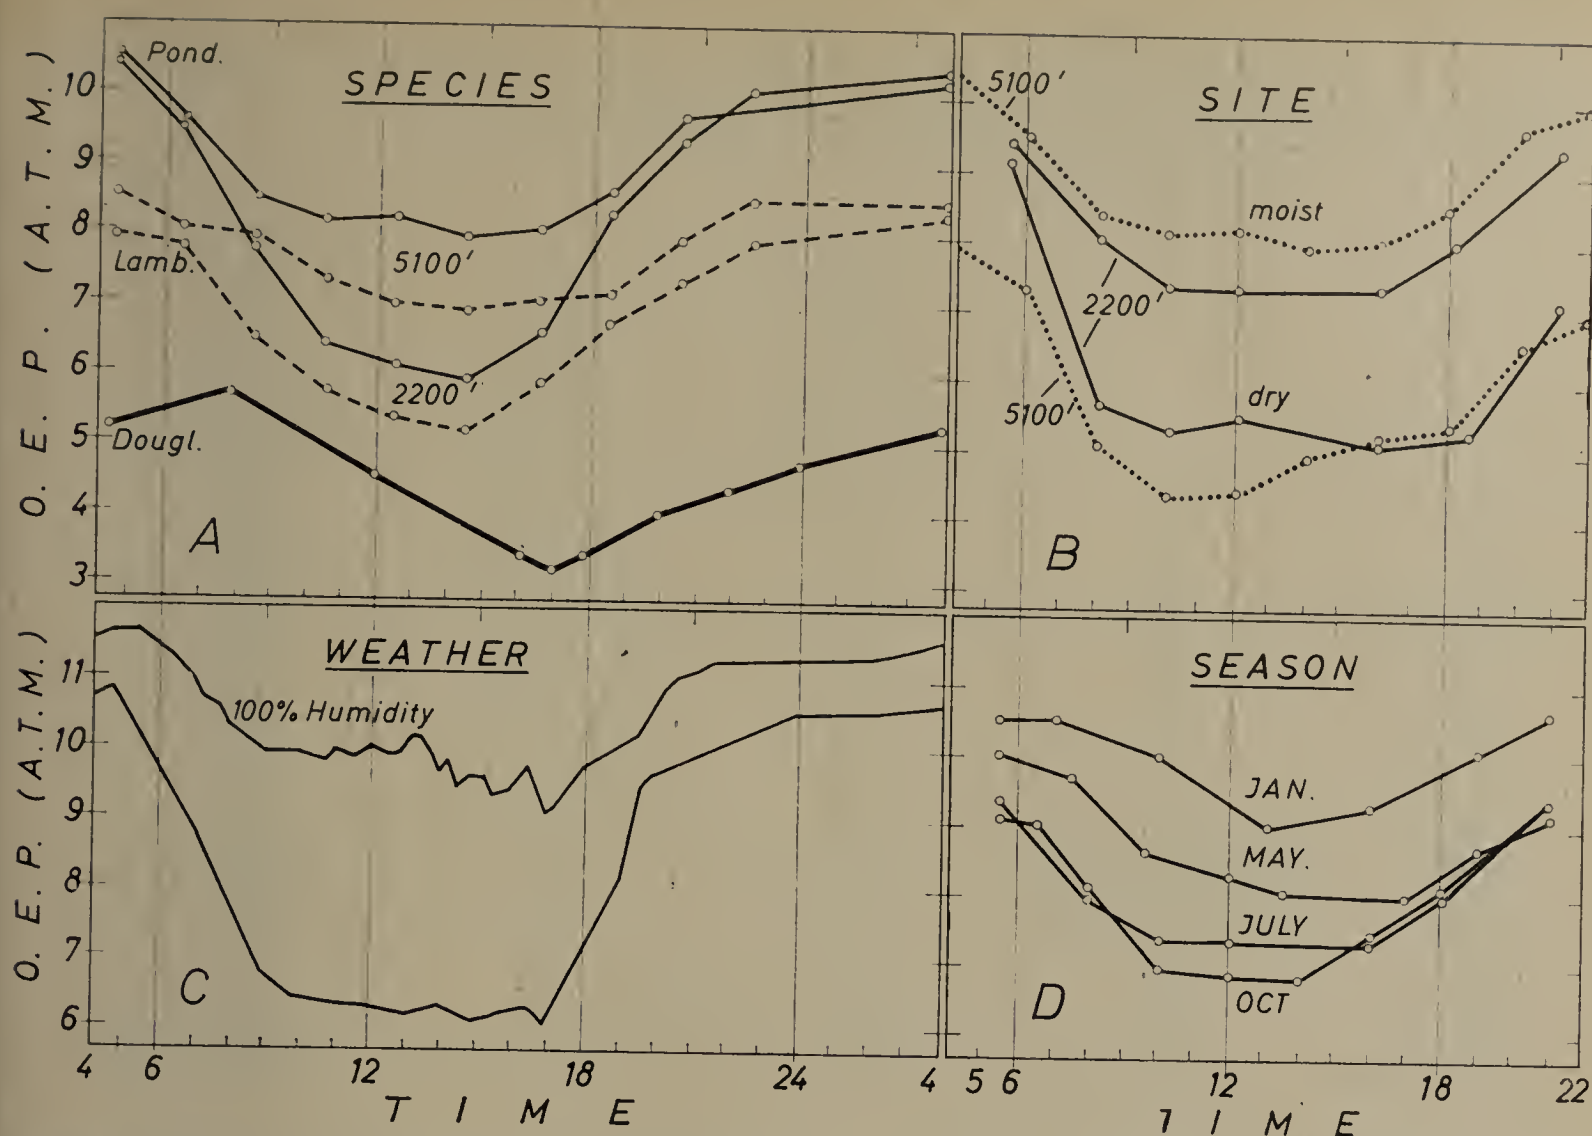 SPECIES
O. E. P. (A.T.M.)
10
9
8
7
6
5
4
3
Pond.
Lamb.
5100'
2200'
Dougl.
A
SITE
5100'
moist
2200'
dry
5100'
B
WEATHER
O. E. P. (A.T.M.)
11
10
9
8
7
6
100% Humidity
C
4 6 12 18 24 4
TIME
SEASON
JAN.
MAY.
JULY
OCT
D
5 6 12 18 22
TIME